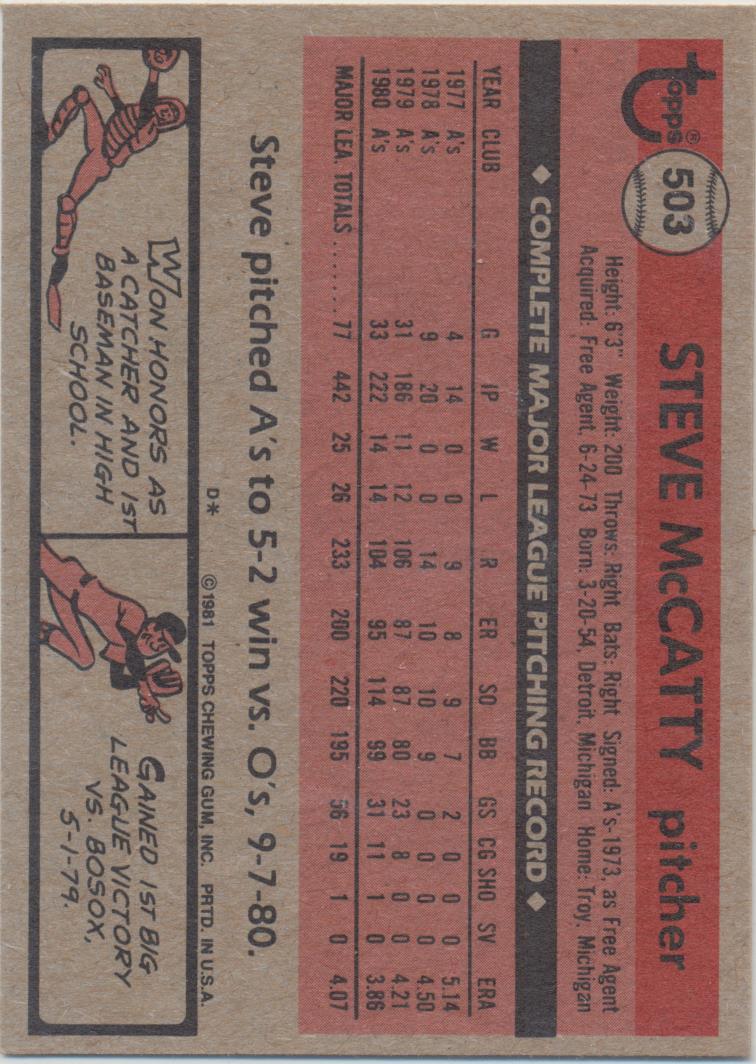 Topps®
503
STEVE McCATTY pitcher
Height: 6'3" Weight: 200 Throws: Right Bats: Right Signed: A's-1973, as Free Agent
Acquired: Free Agent, 6-24-73 Born: 3-20-54, Detroit, Michigan Home: Troy, Michigan
◆ COMPLETE MAJOR LEAGUE PITCHING RECORD ◆
YEAR CLUB G IP W L R ER SO BB GS CG SHO SV ERA
1977 A's 4 14 0 0 9 8 9 7 2 0 0 0 5.14
1978 A's 9 20 0 0 14 10 10 9 0 0 0 0 4.50
1979 A's 31 186 11 12 106 87 87 80 23 8 0 0 4.21
1980 A's 33 222 14 14 104 95 114 99 31 11 1 0 3.86
MAJOR LEA. TOTALS....... 77 442 25 26 233 200 220 195 56 19 1 0 4.07
Steve pitched A's to 5-2 win vs. O's, 9-7-80.
D* ©1981 TOPPS CHEWING GUM, INC. PRTD. IN U.S.A.
WON HONORS AS
A CATCHER AND 1ST
BASEMAN IN HIGH
SCHOOL.
GAINED 1ST BIG
LEAGUE VICTORY
VS. BOSOX,
5-1-79.